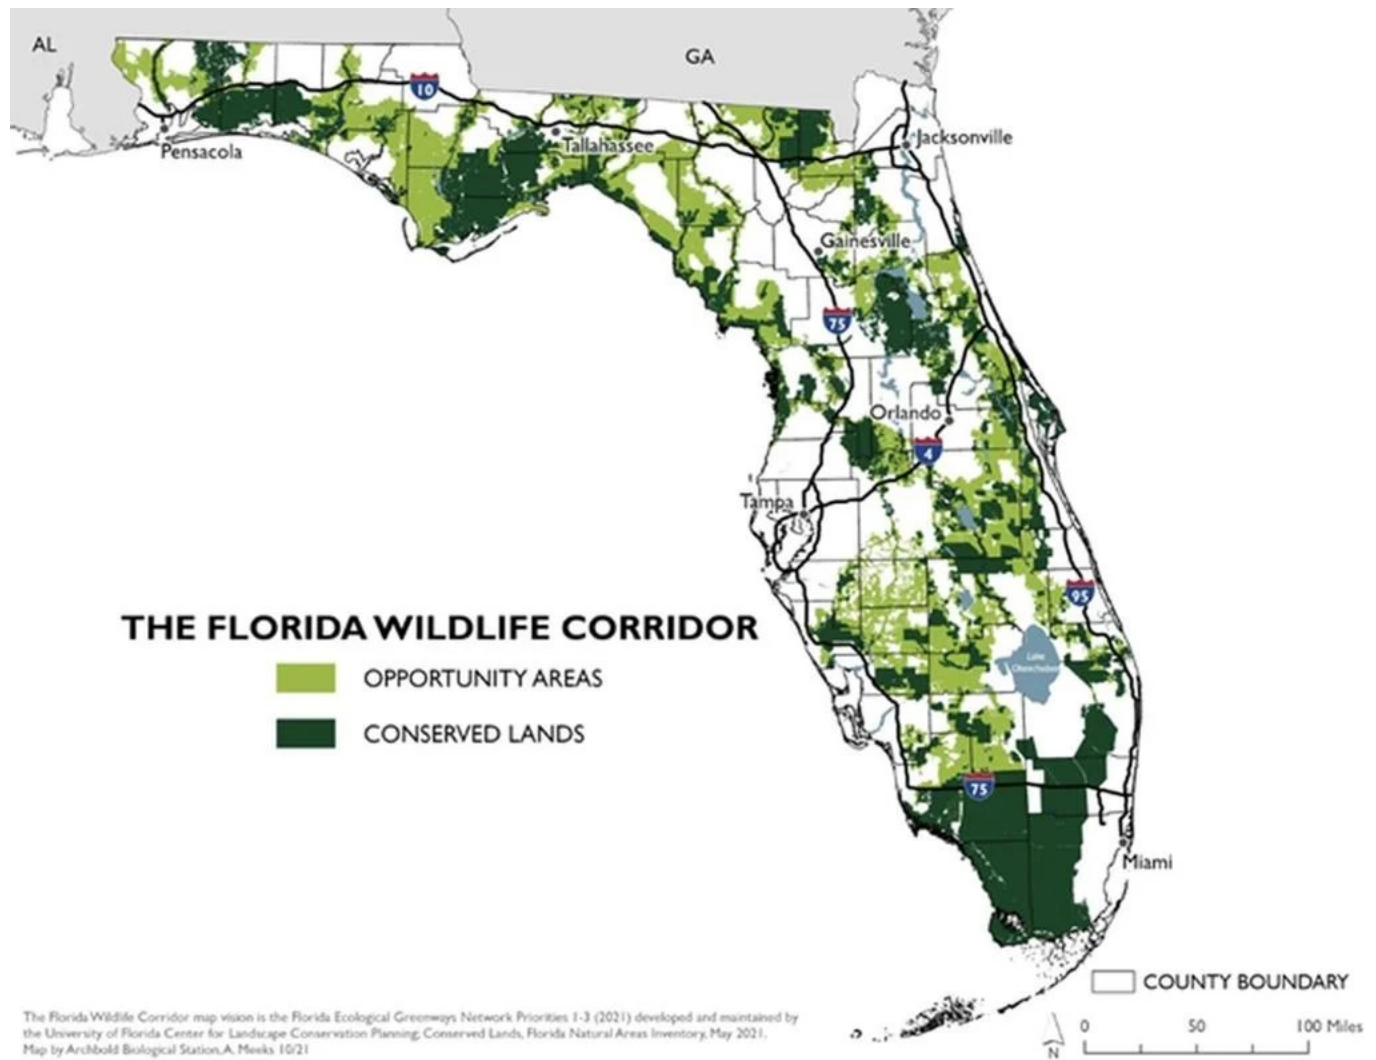 AL
GA
10
Jacksonville
Pensacola
Tallahassee
Gainesville
75
Orlando
4
Tampa
95
THE FLORIDA WILDLIFE CORRIDOR
Lake
Okeechobee
OPPORTUNITY AREAS
CONSERVED LANDS
75
Miami
COUNTY BOUNDARY
The Florida Wildlife Corridor map vision is the Florida Ecological Greenways Network Priorities 1-3 (2021) developed and maintained by
the University of Florida Center for Landscape Conservation Planning, Conserved Lands, Florida Natural Areas Inventory, May 2021.
Map by Archbold Biological Station, A. Meeks 10/21
N
0 50 100 Miles